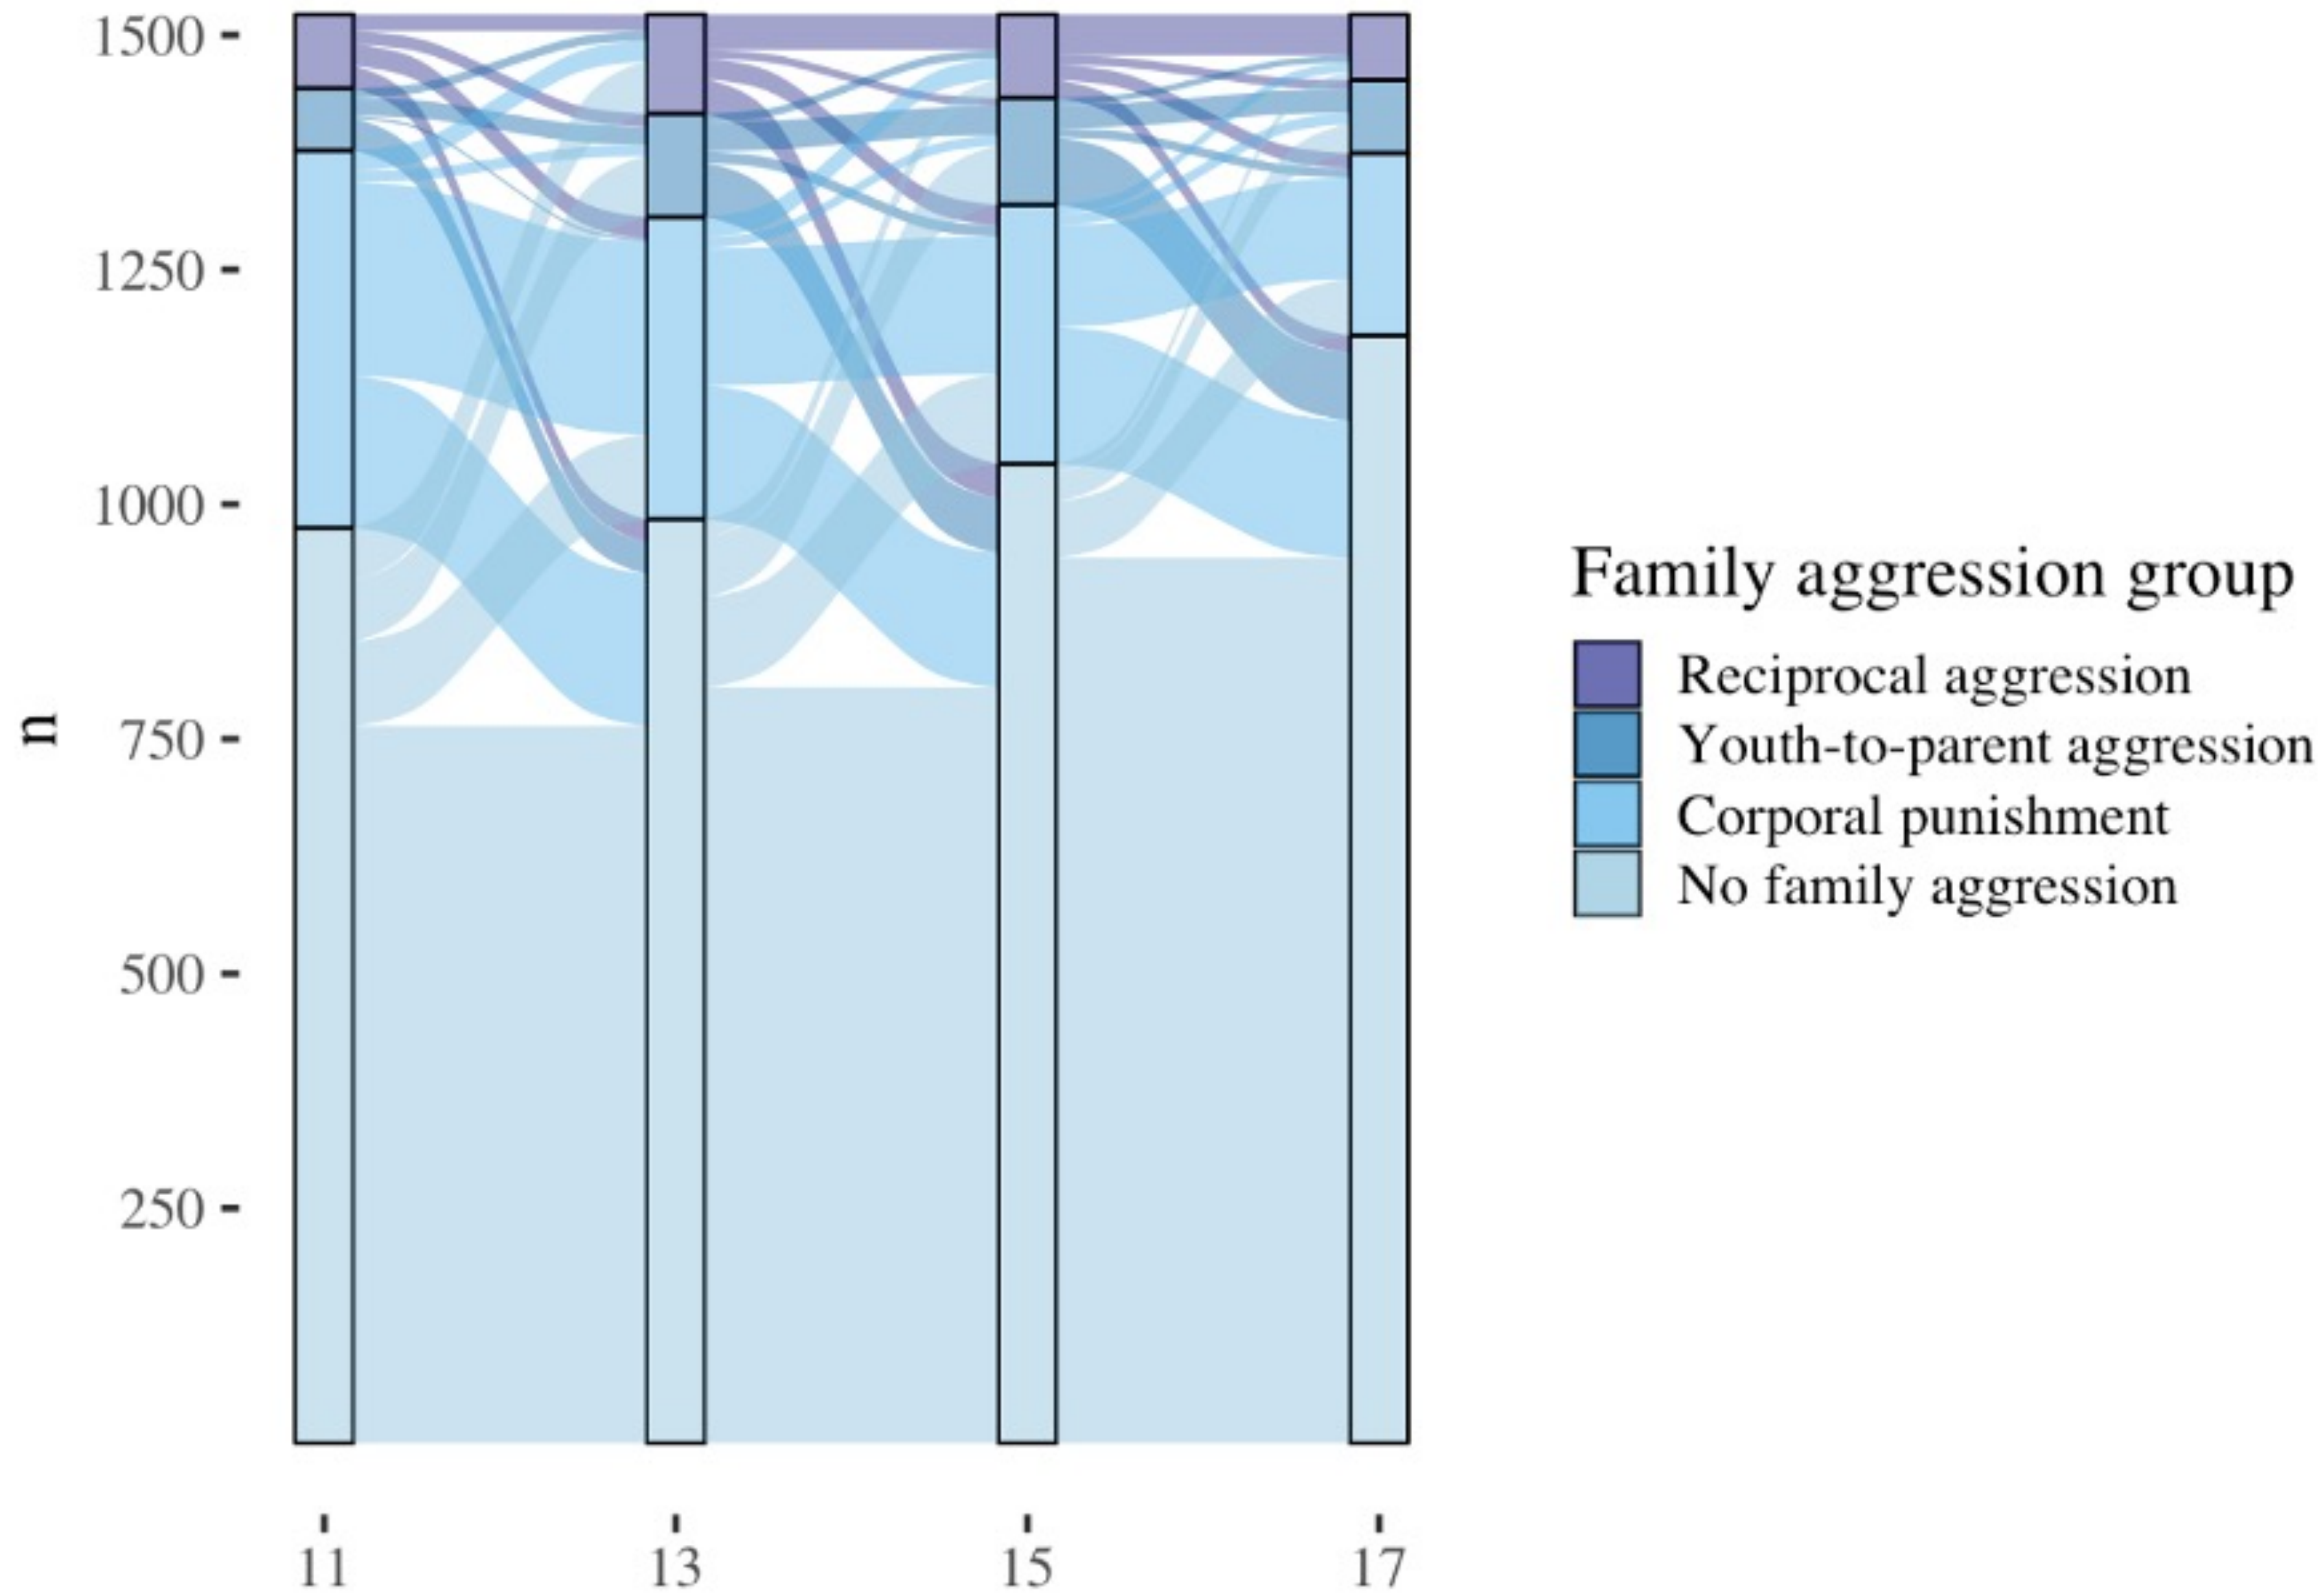 1500
1250
1000
750
500
250
n
11 13 15 17
Family aggression group
Reciprocal aggression
Youth-to-parent aggression
Corporal punishment
No family aggression